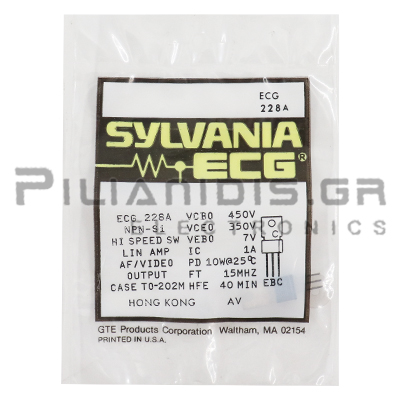 ECG
228A
SYLVANIA
ECG®
PILIANIDIS.GR
ELECTRONICS
ECG 228A VCBO 450V
NPN-Si VCEO 350V
HI SPEED SW VEBO 7V
LIN AMP IC 1A
AF/VIDEO PD 10W@25°C
OUTPUT FT 15MHZ
CASE TO-202M HFE 40 MIN
C
EBC
HONG KONG AV
GTE Products Corporation Waltham, MA 02154
PRINTED IN U.S.A.